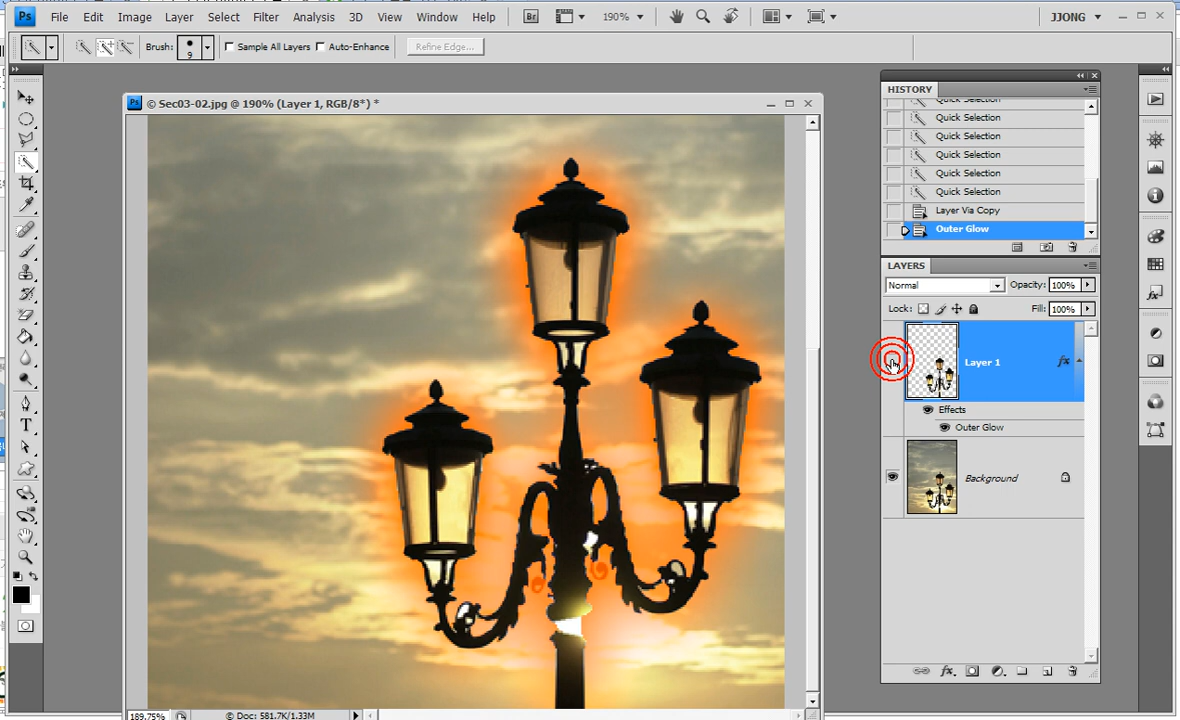 Ps File Edit Image Layer Select Filter Analysis 3D View Window Help Br 190% JJONG
Brush: 9 Sample All Layers Auto-Enhance Refine Edge...
Ps © Sec03-02.jpg @ 190% (Layer 1, RGB/8*) *
HISTORY
Quick Selection
Quick Selection
Quick Selection
Quick Selection
Quick Selection
Quick Selection
Layer Via Copy
Outer Glow
LAYERS
Normal Opacity: 100%
Lock: Fill: 100%
Layer 1 fx
Effects
Outer Glow
Background
189.75% © Doc: 581.7K/1.33M